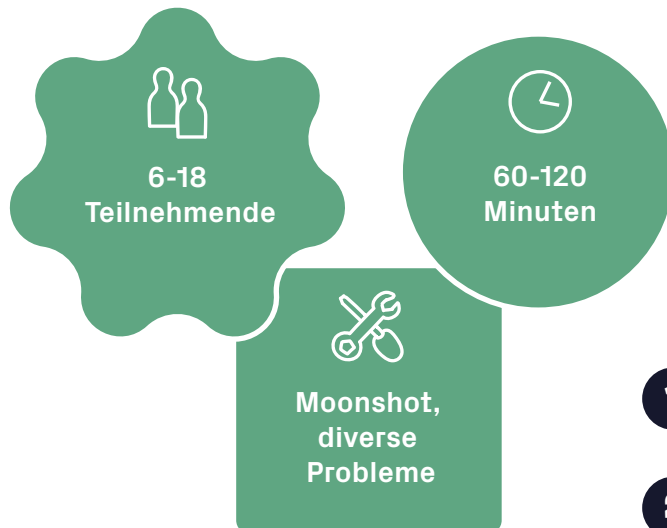 6-18
Teilnehmende
60-120
Minuten
Moonshot,
diverse
Probleme